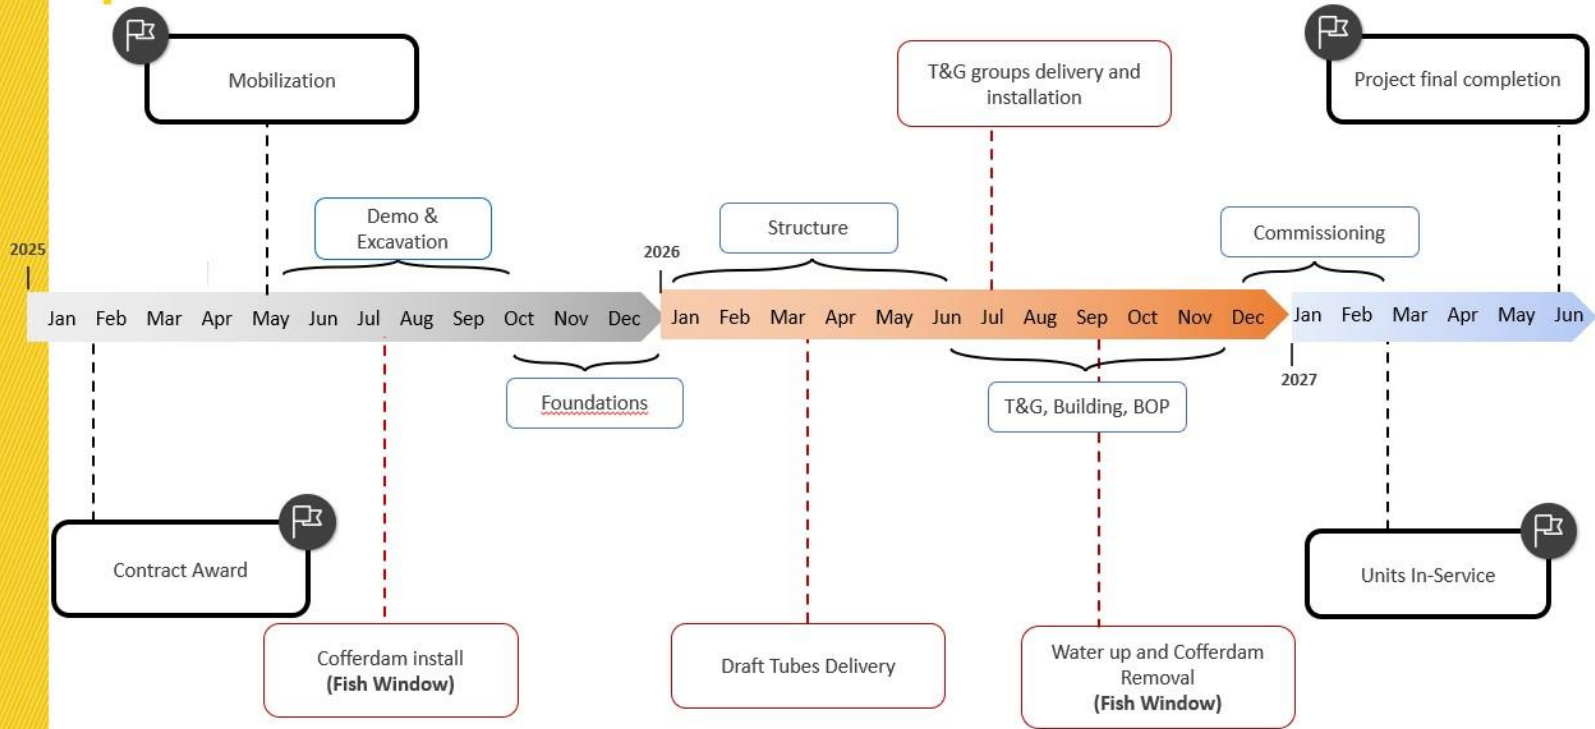 Mobilization
T&G groups delivery and
installation
Project final completion
Demo &
Excavation
Structure
Commissioning
2025
2026
Jan Feb Mar Apr May Jun Jul Aug Sep Oct Nov Dec
Jan Feb Mar Apr May Jun Jul Aug Sep Oct Nov Dec
Jan Feb Mar Apr May Jun
2027
Foundations
T&G, Building, BOP
Contract Award
Units In-Service
Cofferdam install
(Fish Window)
Draft Tubes Delivery
Water up and Cofferdam
Removal
(Fish Window)